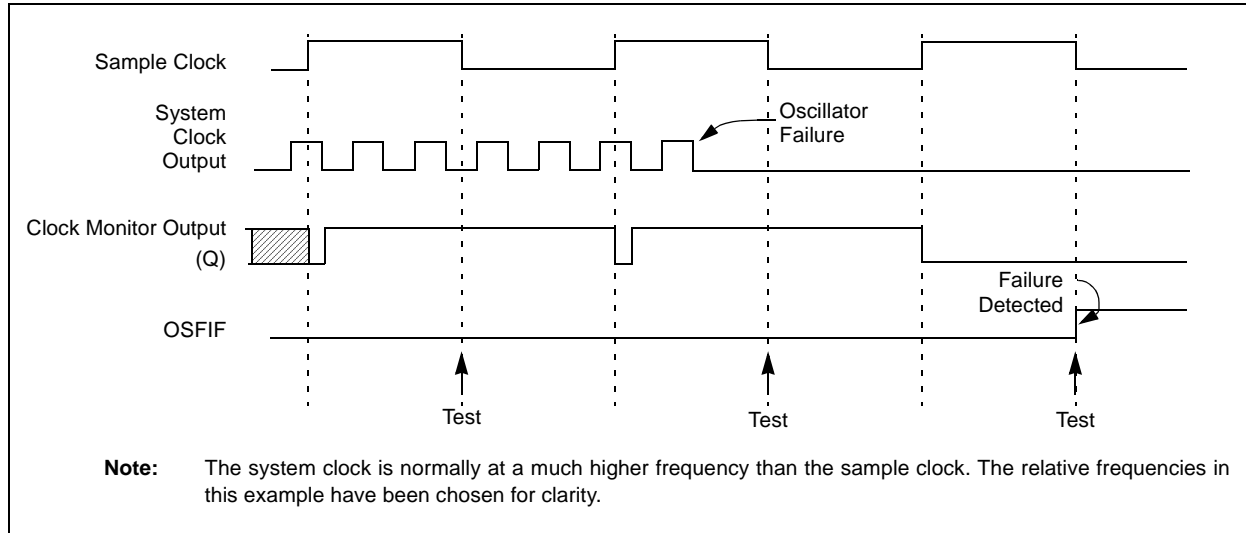 Sample Clock
System
Clock
Output
Oscillator
Failure
Clock Monitor Output
(Q)
Failure
Detected
OSFIF
Test
Test
Test
Note: The system clock is normally at a much higher frequency than the sample clock. The relative frequencies in
this example have been chosen for clarity.